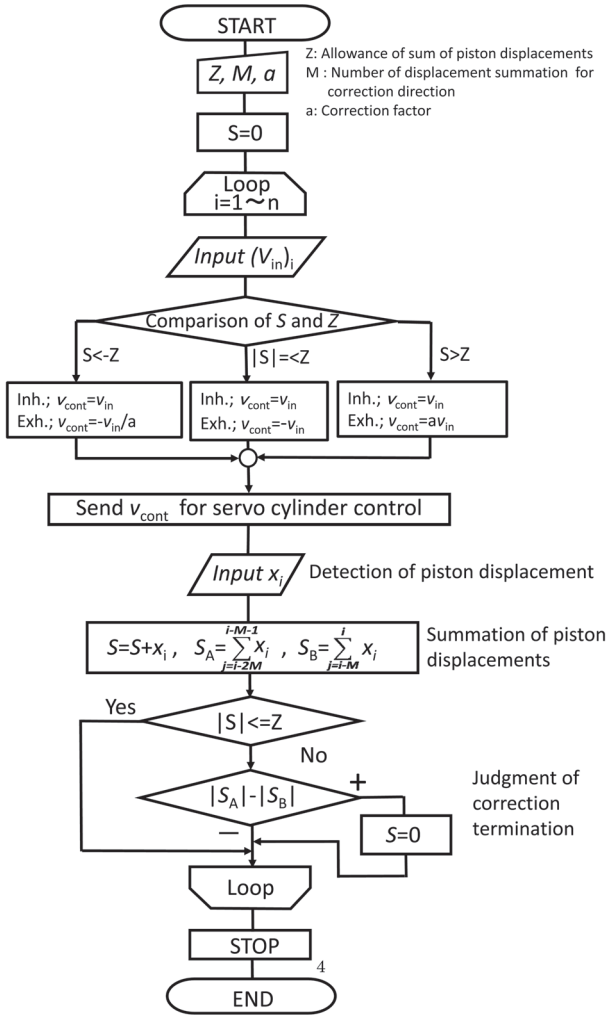 START
Z, M, a
Z: Allowance of sum of piston displacements
M : Number of displacement summation for
correction direction
a: Correction factor
S=0
Loop
i=1～n
Input (Vin)i
Comparison of S and Z
S<-Z
|S|=<Z
S>Z
Inh.; vcont=vin
Exh.; vcont=-vin/a
Inh.; vcont=vin
Exh.; vcont=-vin
Inh.; vcont=vin
Exh.; vcont=avin
Send vcont for servo cylinder control
Input xi
Detection of piston displacement
S=S+xi , SA=∑xi , SB=∑xi
i-M-1
j=i-2M
i
j=i-M
Summation of piston
displacements
Yes
|S|<=Z
No
|SA|-|SB|
+
Judgment of
correction
termination
S=0
—
Loop
STOP
4
END